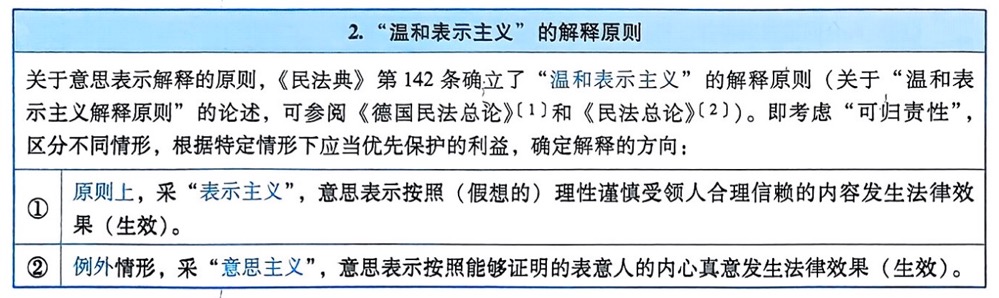 2. “温和表示主义”的解释原则
关于意思表示解释的原则，《民法典》第 142 条确立了“温和表示主义”的解释原则（关于“温和表
示主义解释原则”的论述，可参阅《德国民法总论》〔1〕和《民法总论》〔2〕）。即考虑“可归责性”，
区分不同情形，根据特定情形下应当优先保护的利益，确定解释的方向：
① 原则上，采“表示主义”，意思表示按照（假想的）理性谨慎受领人合理信赖的内容发生法律效
果（生效）。
② 例外情形，采“意思主义”，意思表示按照能够证明的表意人的内心真意发生法律效果（生效）。